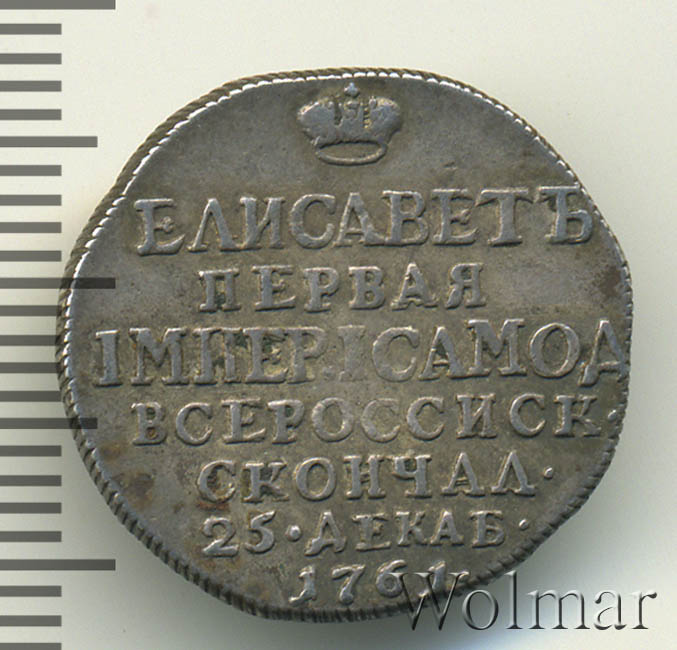 ЕЛИСАВЕТЪ
ПЕРВАЯ
IМПЕР.IСАМОД
ВСЕРОССИСК.
СКОНЧАЛ·
25·ДЕКАБ·
1761
Wolmar